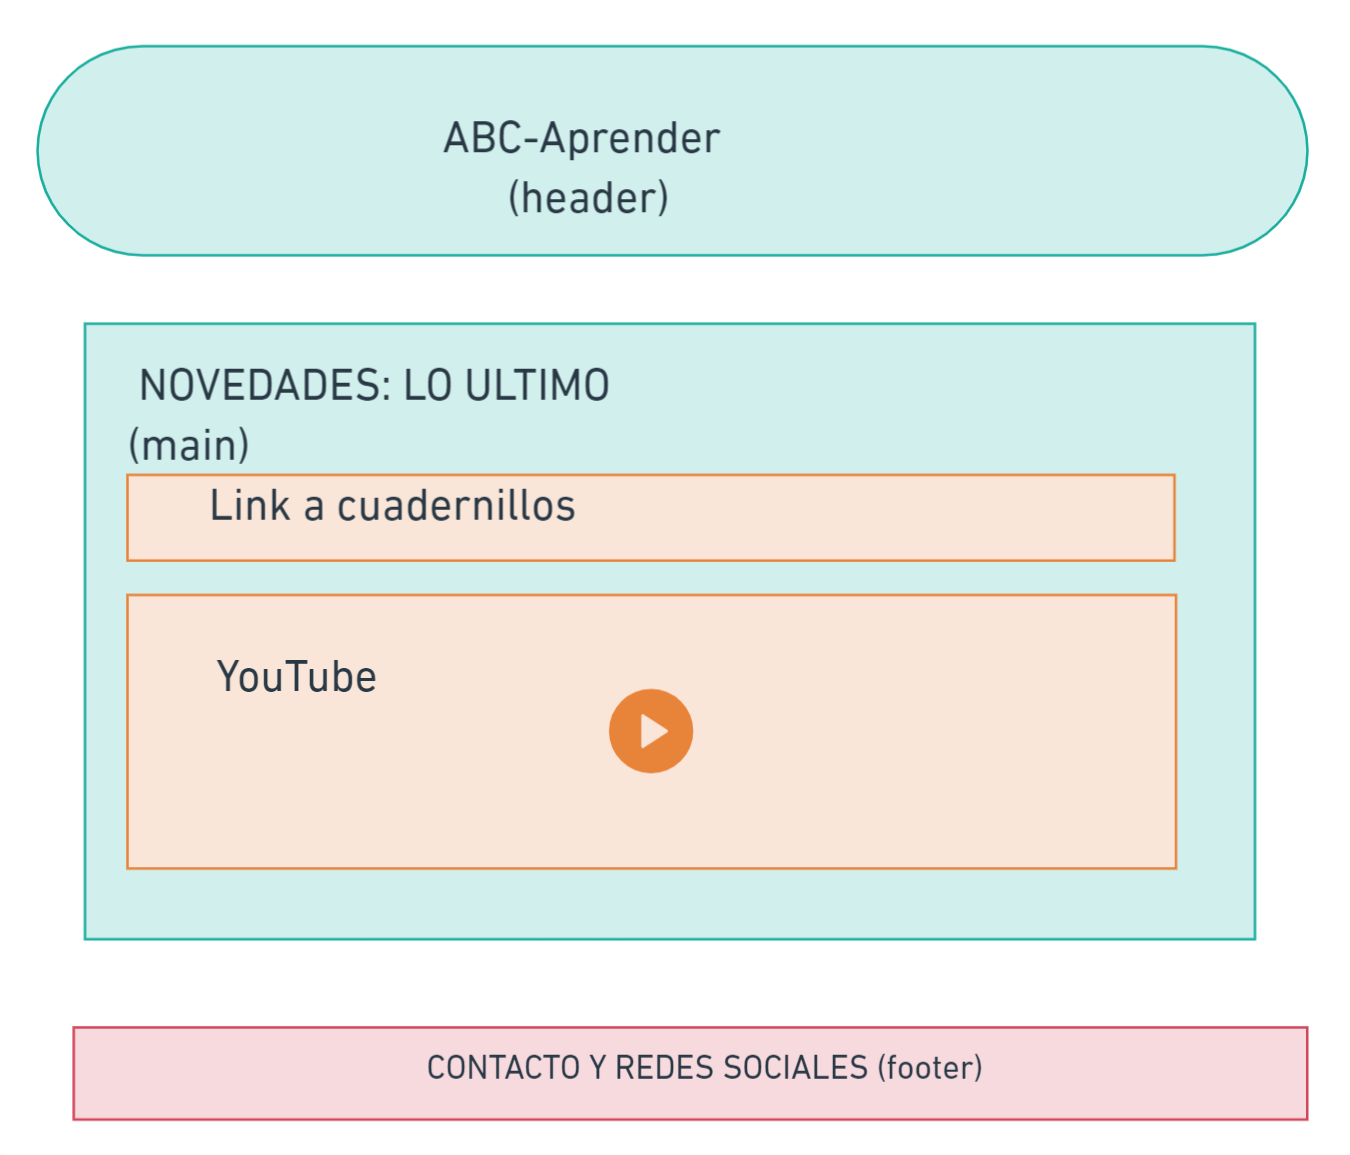 ABC-Aprender
(header)
NOVEDADES: LO ULTIMO
(main)
Link a cuadernillos
YouTube
CONTACTO Y REDES SOCIALES (footer)